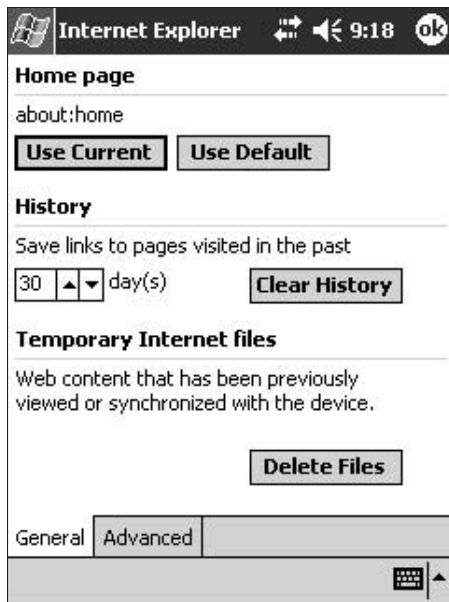 Internet Explorer 9:18 ok
Home page
about:home
Use Current Use Default
History
Save links to pages visited in the past
30 day(s) Clear History
Temporary Internet files
Web content that has been previously
viewed or synchronized with the device.
Delete Files
General Advanced